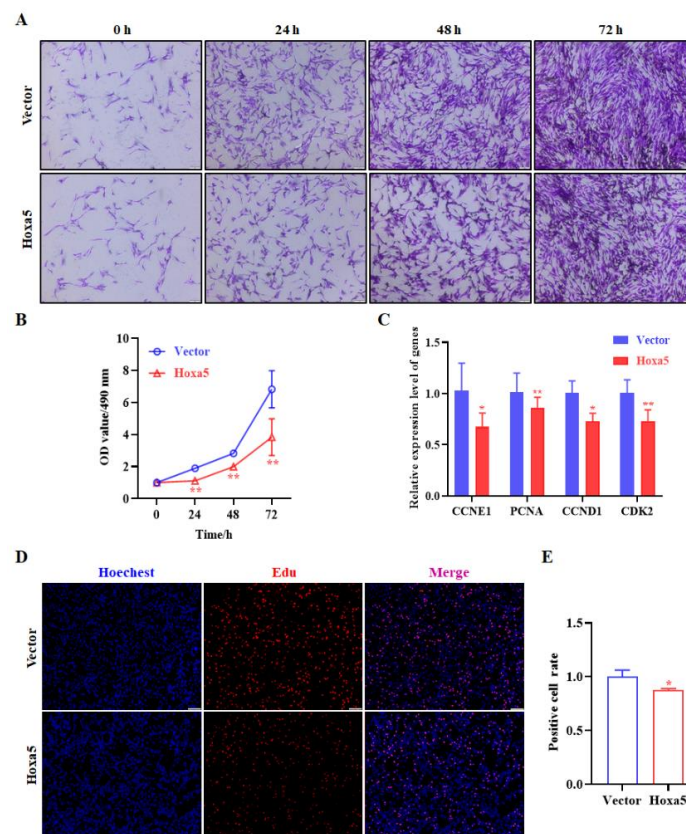 A
0 h 24 h 48 h 72 h
Vector
Hoxa5
B
Vector
Hoxa5
OD value/490 nm
10
8
6
4
2
0
** ** **
0 24 48 72
Time/h
C
Vector
Hoxa5
Relative expression level of genes
1.5
1.0
0.5
0.0
* ** * **
CCNE1 PCNA CCND1 CDK2
D
Hoechest Edu Merge
Vector
Hoxa5
E
Positive cell rate
1.5
1.0
0.5
0.0
*
Vector Hoxa5